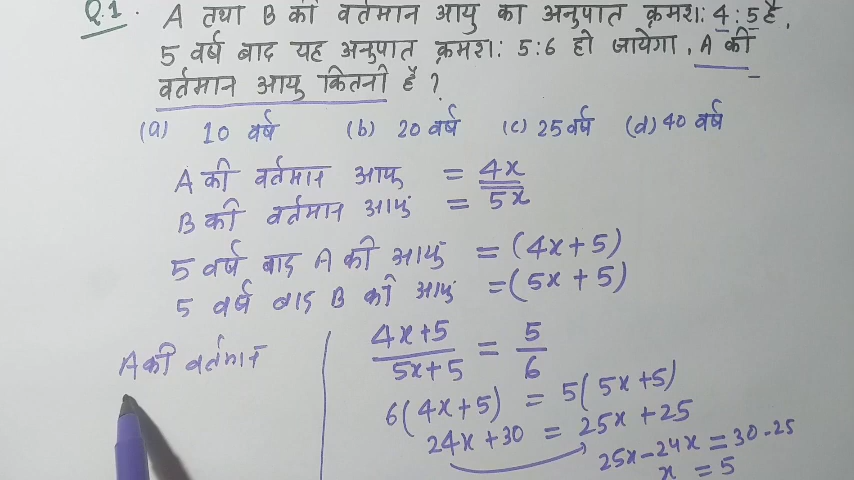 Q.1. A तथा B की वर्तमान आयु का अनुपात क्रमश: 4:5 है,
5 वर्ष बाद यह अनुपात क्रमश: 5:6 हो जायेगा, A की
वर्तमान आयु कितनी है ?
(a) 10 वर्ष (b) 20 वर्ष (c) 25 वर्ष (d) 40 वर्ष
A की वर्तमान आयु = 4x
B की वर्तमान आयु = 5x
5 वर्ष बाद A की आयु = (4x+5)
5 वर्ष बाद B की आयु = (5x+5)
A की वर्तमान
4x+5/5x+5 = 5/6
6(4x+5) = 5(5x+5)
24x+30 = 25x+25
25x-24x = 30-25
x = 5